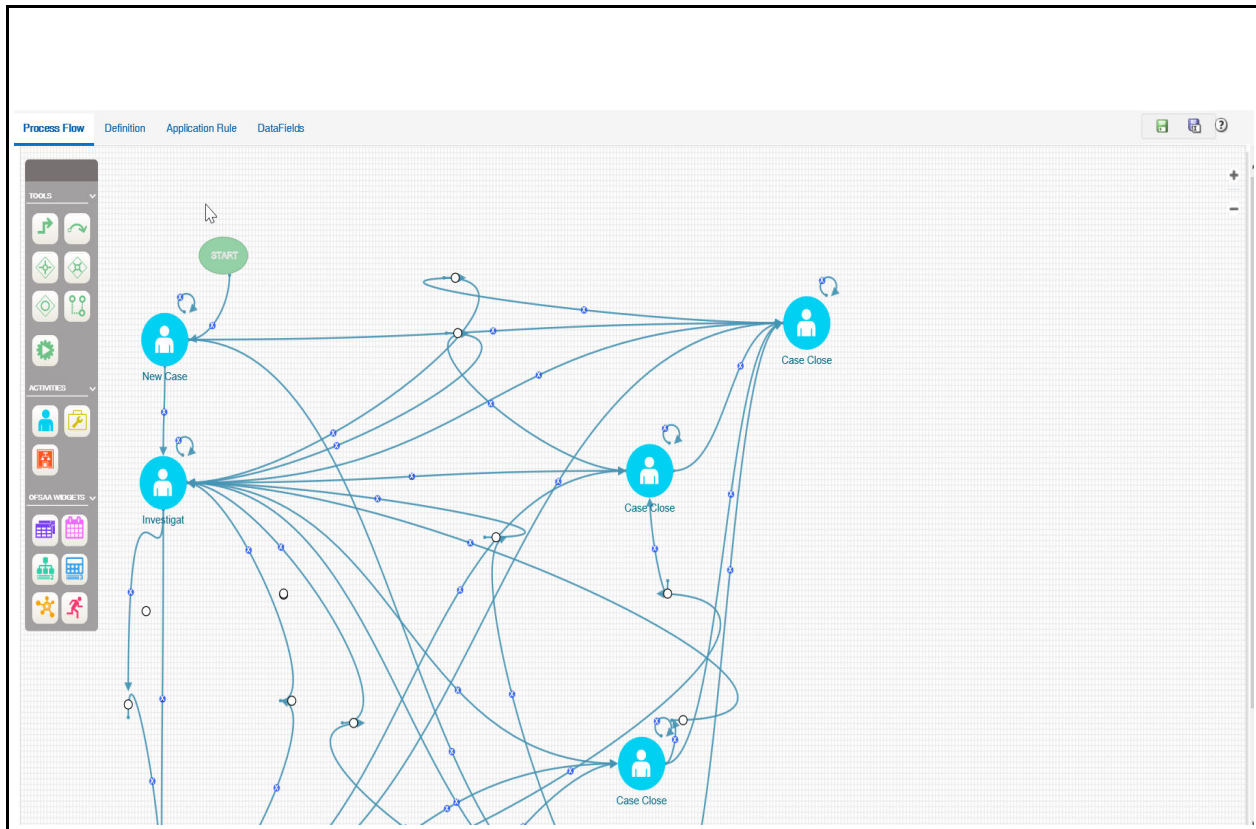 Process Flow Definition Application Rule DataFields
TOOLS
START
New Case
Case Close
ACTIVITIES
Investigat
Case Close
OFSAA WIDGETS
Case Close